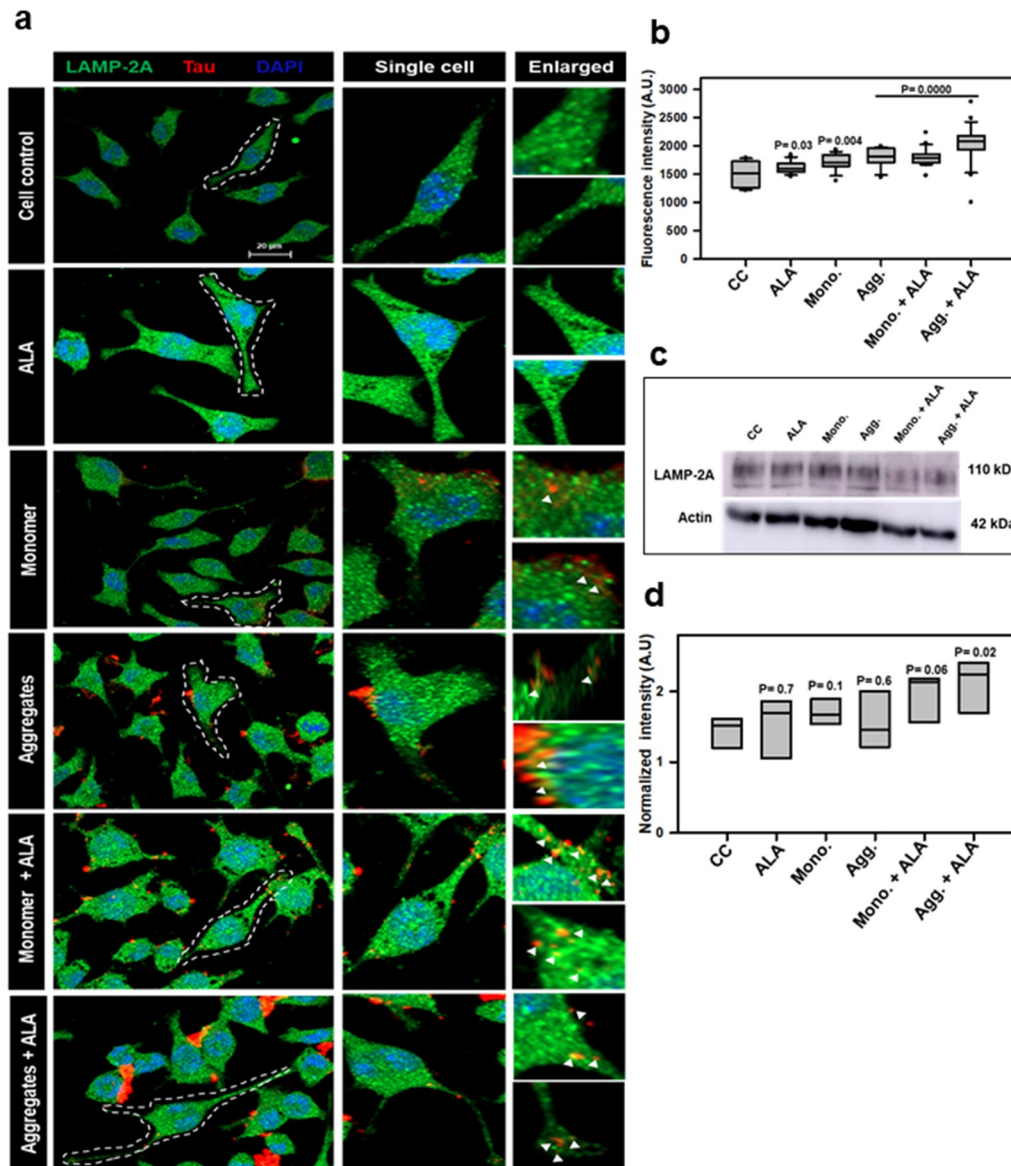 a
LAMP-2A Tau DAPI Single cell Enlarged
Cell control
20 µm
ALA
Monomer
Aggregates
Monomer + ALA
Aggregates + ALA
b
Fluorescence intensity (A.U.)
3000
2500
2000
1500
1000
500
0
P= 0.03
P= 0.004
P= 0.0000
CC
ALA
Mono.
Agg.
Mono. + ALA
Agg. + ALA
c
CC ALA Mono. Agg. Mono. + ALA Agg. + ALA
LAMP-2A 110 kD
Actin 42 kDa
d
Normalized intensity (A.U)
2
1
0
P= 0.7
P= 0.1
P= 0.6
P= 0.06
P= 0.02
CC
ALA
Mono.
Agg.
Mono. + ALA
Agg. + ALA